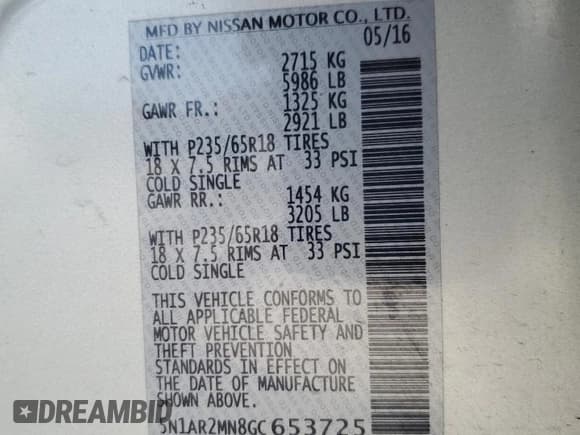 MFD BY NISSAN MOTOR CO., LTD.
DATE: 05/16
GVWR: 2715 KG
5986 LB
GAWR FR.: 1325 KG
2921 LB
WITH P235/65R18 TIRES
18 X 7.5 RIMS AT 33 PSI
COLD SINGLE
GAWR RR.: 1454 KG
3205 LB
WITH P235/65R18 TIRES
18 X 7.5 RIMS AT 33 PSI
COLD SINGLE
THIS VEHICLE CONFORMS TO
ALL APPLICABLE FEDERAL
MOTOR VEHICLE SAFETY AND
THEFT PREVENTION
STANDARDS IN EFFECT ON
THE DATE OF MANUFACTURE
SHOWN ABOVE.
5N1AR2MN8GC653725
DREAMBID